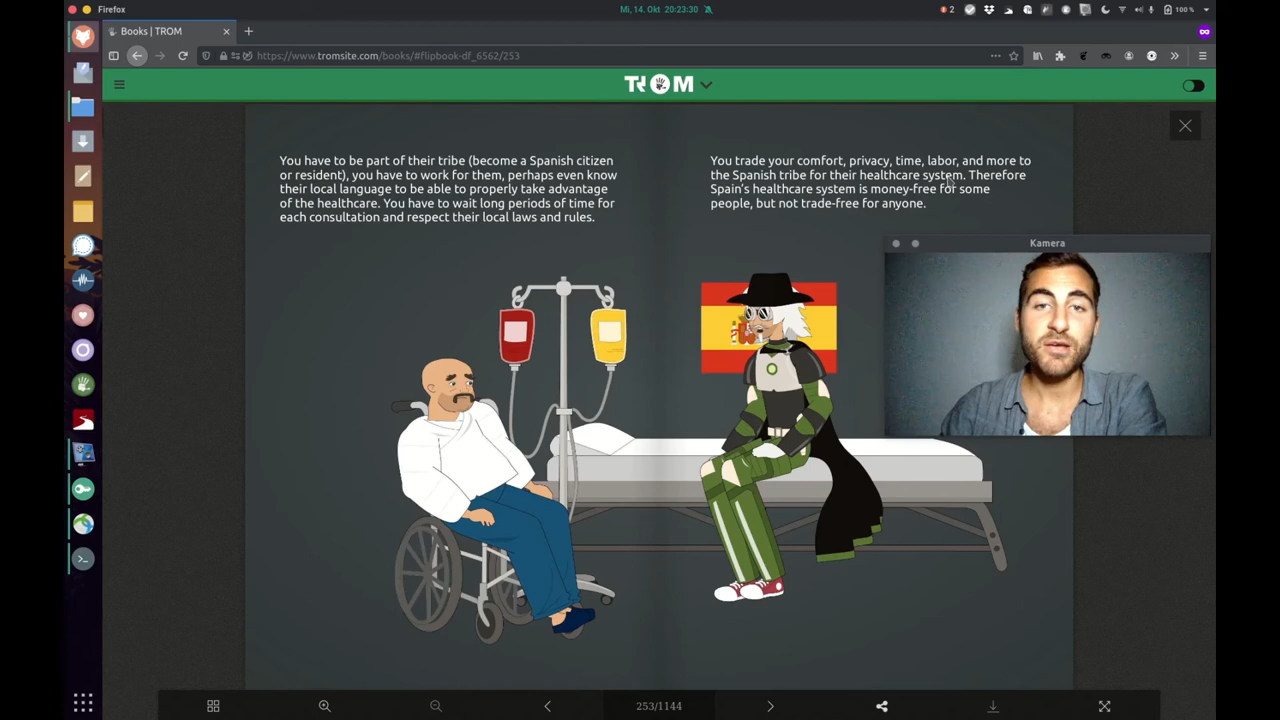 Firefox
Mi, 14. Okt 20:23:30
2
100 %
Books | TROM
https://www.tromsite.com/books/#flipbook-df_6562/253
TROM
You have to be part of their tribe (become a Spanish citizen
or resident), you have to work for them, perhaps even know
their local language to be able to properly take advantage
of the healthcare. You have to wait long periods of time for
each consultation and respect their local laws and rules.
You trade your comfort, privacy, time, labor, and more to
the Spanish tribe for their healthcare system. Therefore
Spain's healthcare system is money-free for some
people, but not trade-free for anyone.
Kamera
253/1144